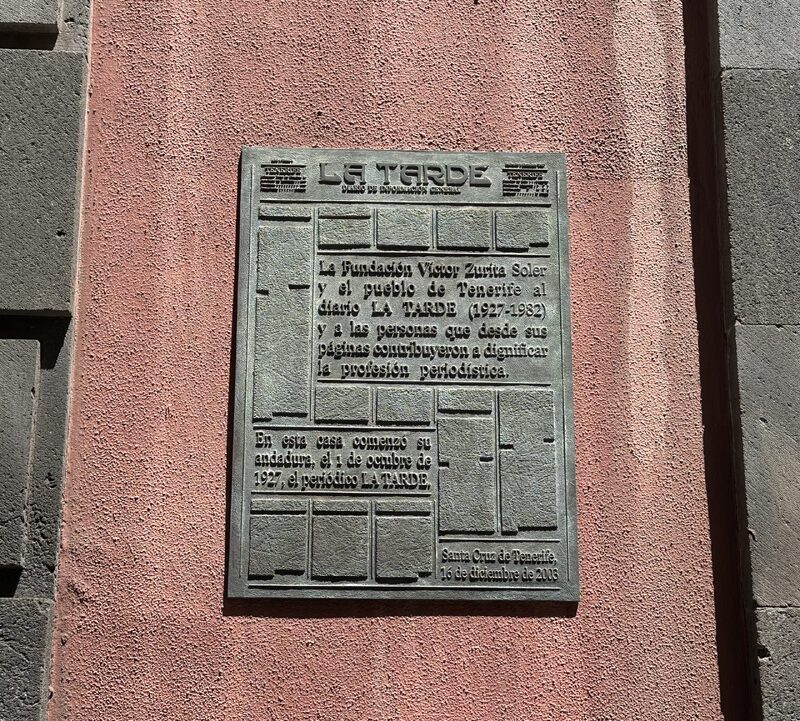 TENERIFE
LA TARDE
DIARIO DE INFORMACIÓN GENERAL
La Fundación Víctor Zurita Soler
y el pueblo de Tenerife al
diario LA TARDE (1927-1982)
y a las personas que desde sus
páginas contribuyeron a dignificar
la profesión periodística.
En esta casa comenzó su
andadura, el 1 de octubre de
1927, el periódico LA TARDE.
Santa Cruz de Tenerife,
16 de diciembre de 2003